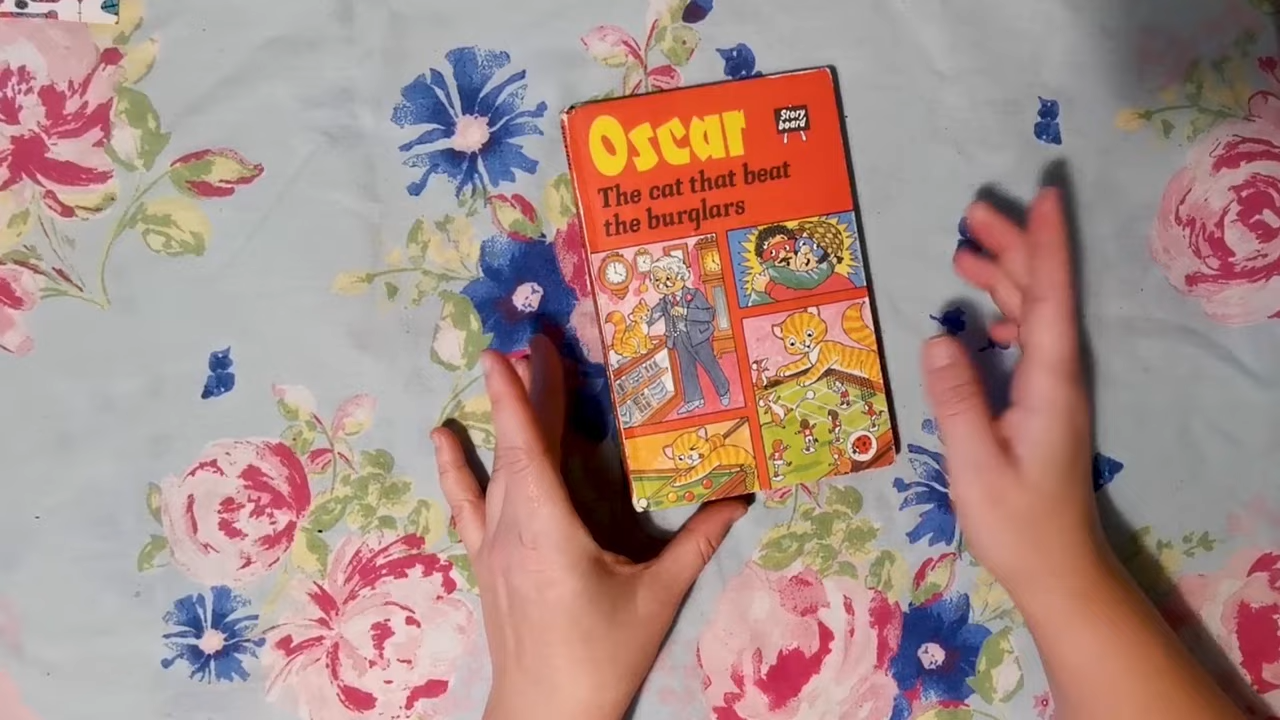 Oscar
Story
board
The cat that beat
the burglars